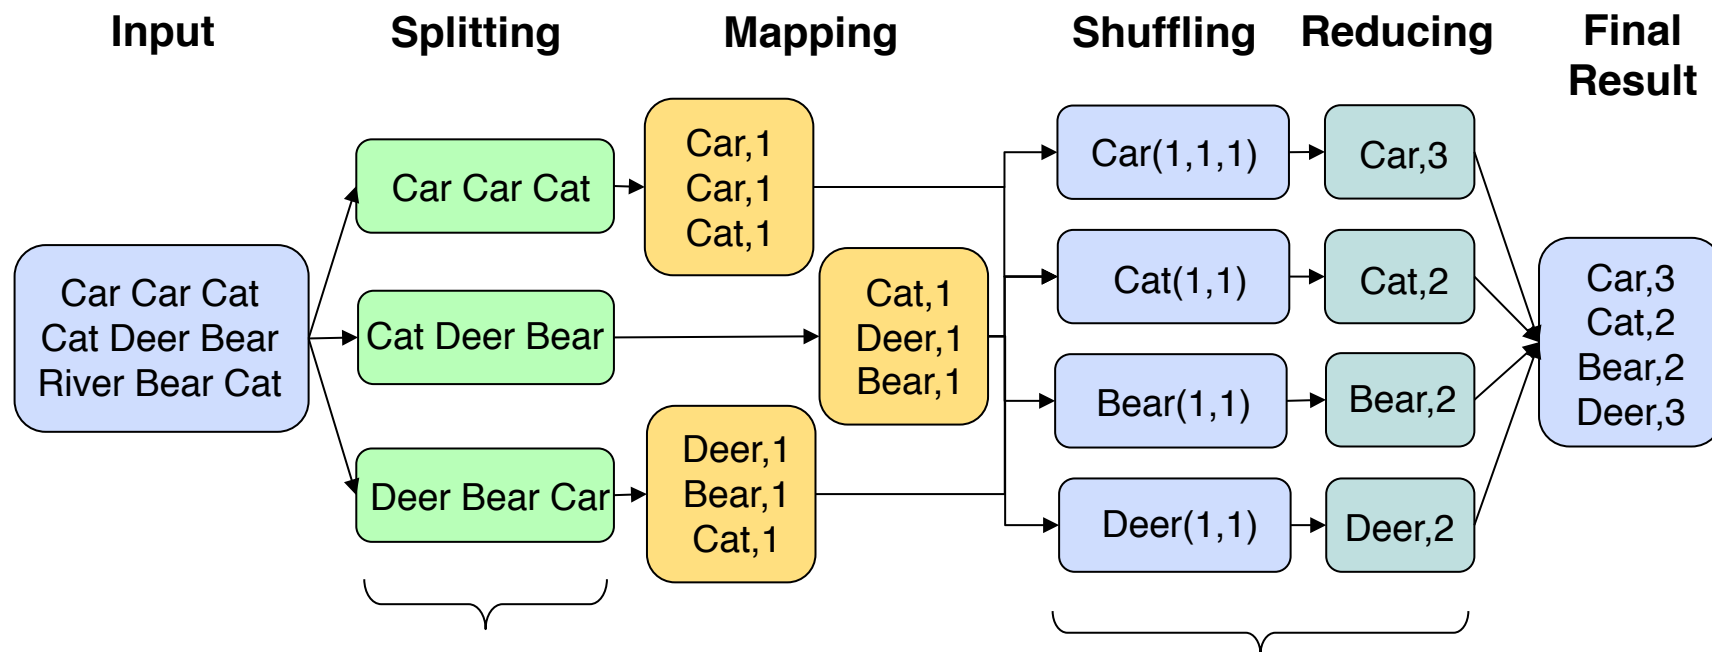 Input
Splitting
Mapping
Shuffling
Reducing
Final
Result
Car Car Cat
Cat Deer Bear
River Bear Cat
Car Car Cat
Cat Deer Bear
Deer Bear Car
Car,1
Car,1
Cat,1
Cat,1
Deer,1
Bear,1
Deer,1
Bear,1
Cat,1
Car(1,1,1)
Cat(1,1)
Bear(1,1)
Deer(1,1)
Car,3
Cat,2
Bear,2
Deer,2
Car,3
Cat,2
Bear,2
Deer,3